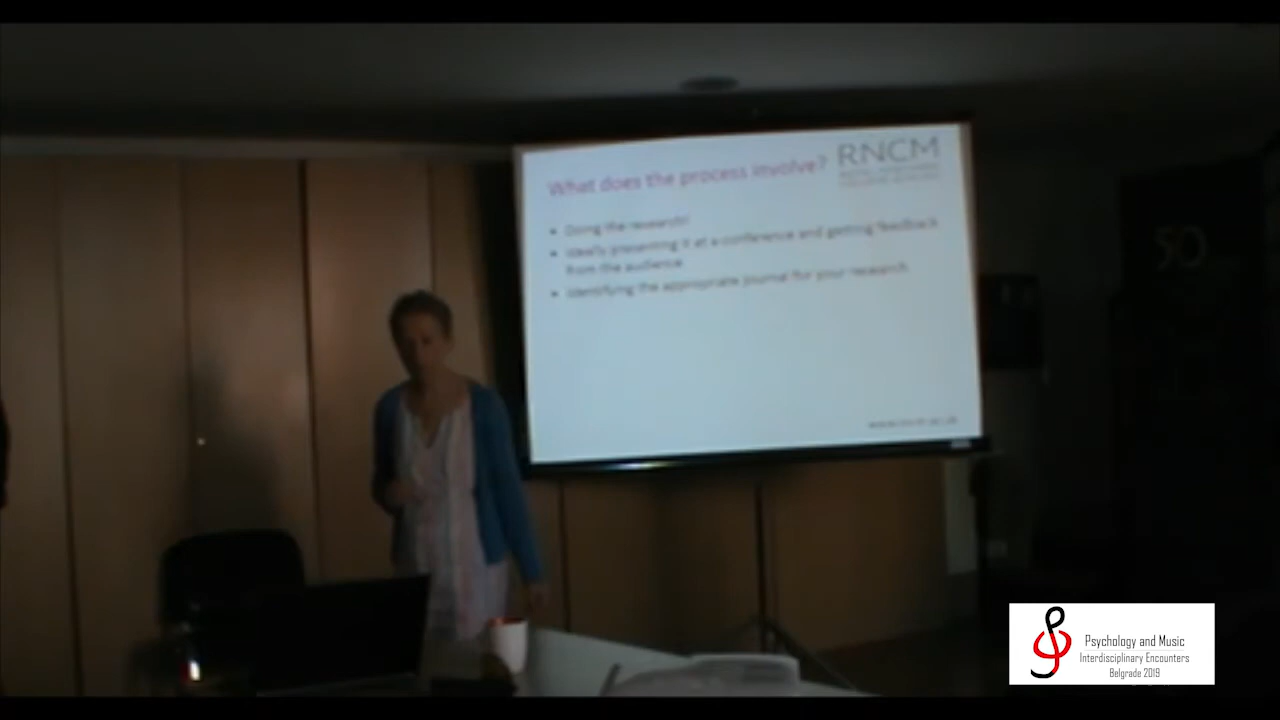 What does the process involve?
RNCM
• Doing the research!
• Ideally presenting it at a conference and getting feedback
from the audience
• Identifying the appropriate journal for your research
50
Psychology and Music
Interdisciplinary Encounters
Belgrade 2019